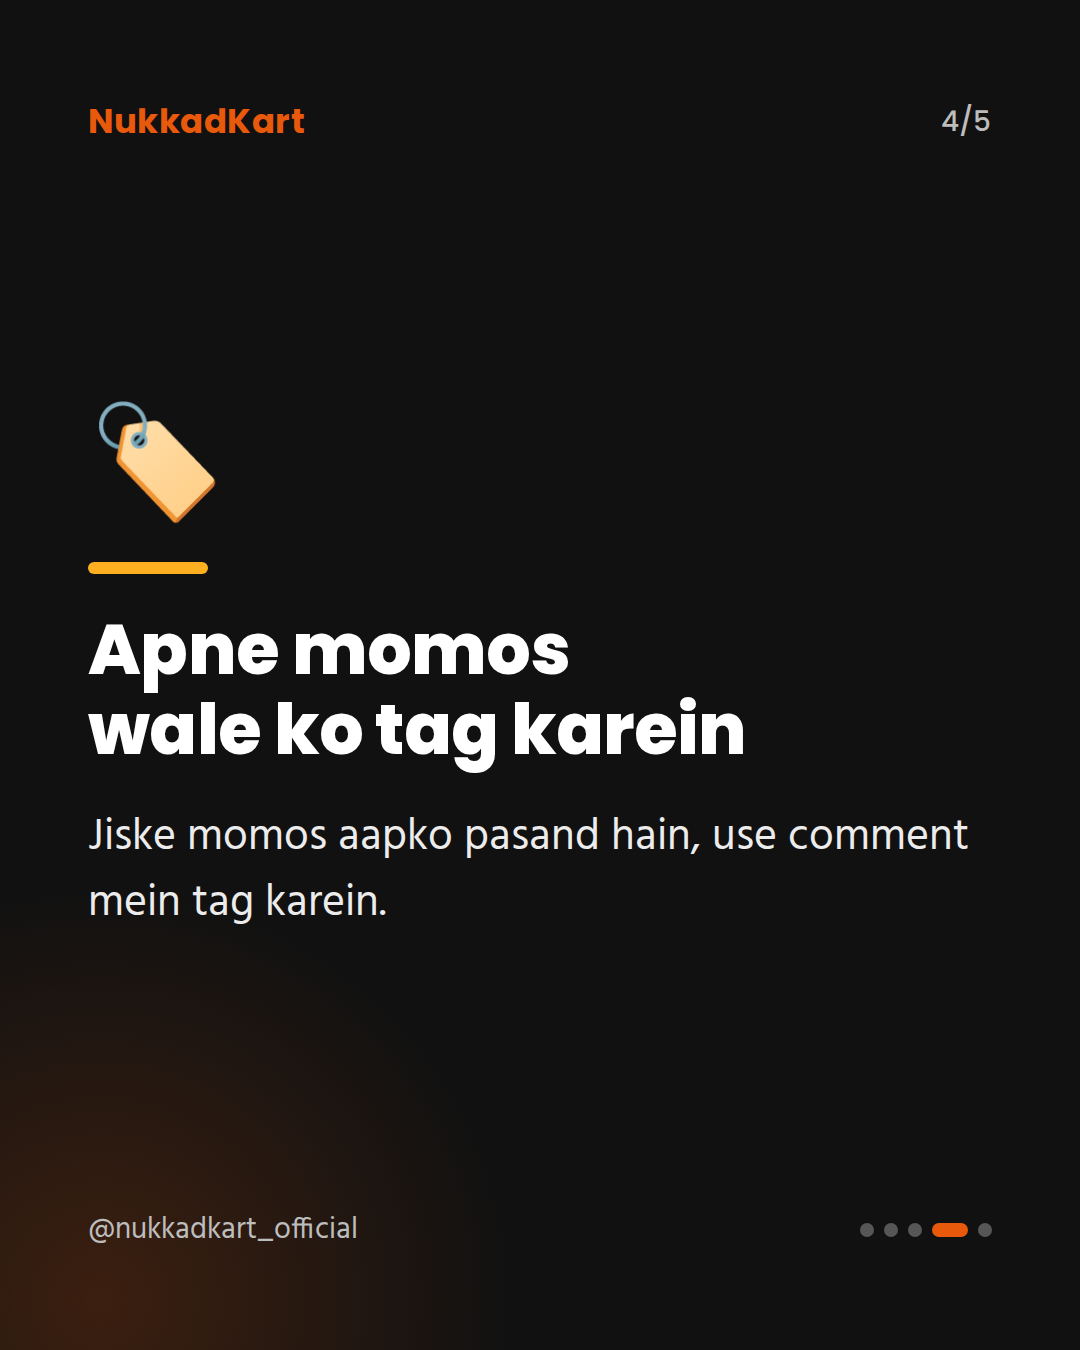 NukkadKart
4/5
Apne momos
wale ko tag karein
Jiske momos aapko pasand hain, use comment
mein tag karein.
@nukkadkart_official